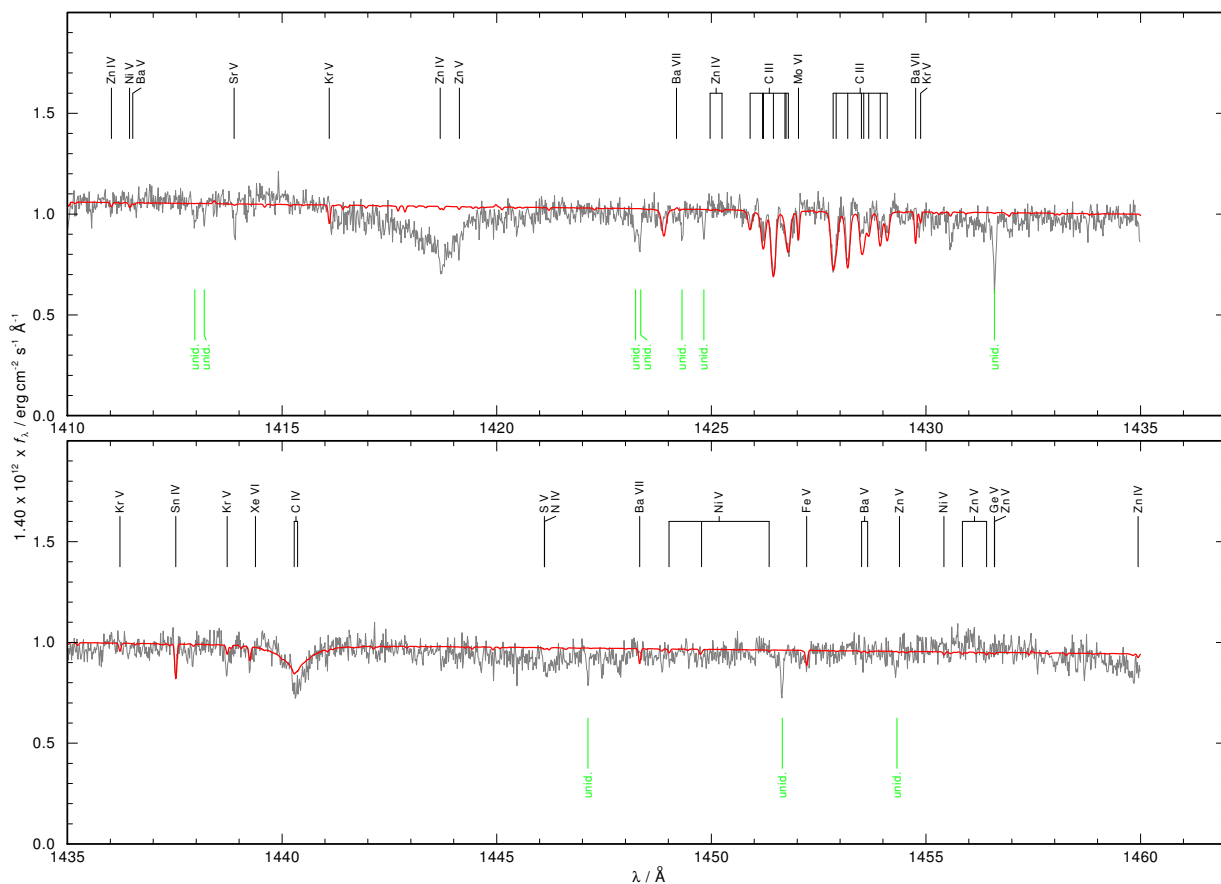 1.40 x 10¹² x f_λ / erg cm⁻² s⁻¹ Å⁻¹
Zn IV
Ni V
Ba V
Sr V
Kr V
Zn IV
Zn V
Ba VII
Zn IV
C III
Mo VI
C III
Ba VII
Kr V
1.5
1.0
0.5
0.0
unid.
unid.
unid.
unid.
unid.
unid.
unid.
1410 1415 1420 1425 1430 1435
Kr V
Sn IV
Kr V
Xe VI
C IV
S V
N IV
Ba VII
Ni V
Fe V
Ba V
Zn V
Ni V
Zn V
Ge V
Zn V
Zn IV
1.5
1.0
0.5
0.0
unid.
unid.
unid.
1435 1440 1445 1450 1455 1460
λ / Å